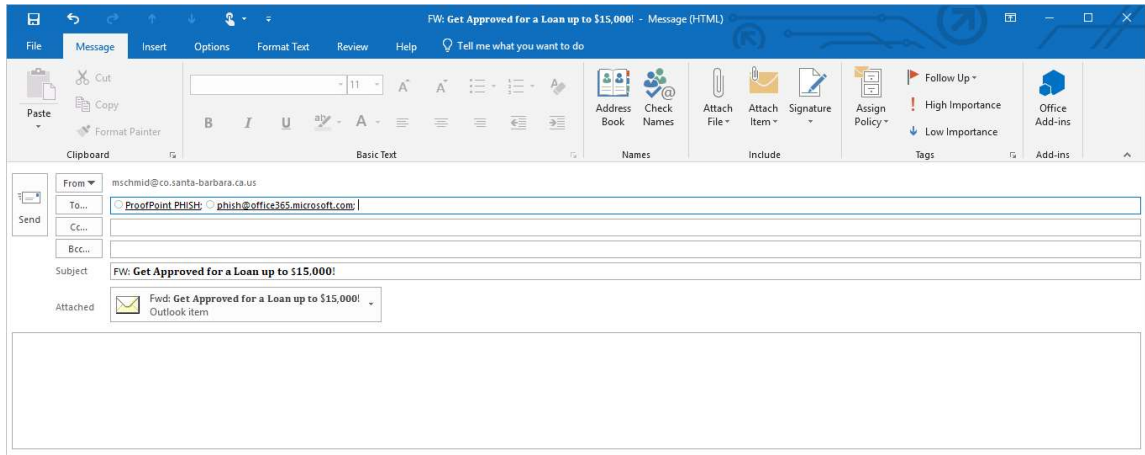 FW: Get Approved for a Loan up to $15,000! - Message (HTML)
File Message Insert Options Format Text Review Help Tell me what you want to do
Paste
Cut
Copy
Format Painter
Clipboard
11 A A
B I U aby A
Basic Text
Address Book
Check Names
Names
Attach File
Attach Item
Signature
Include
Assign Policy
Follow Up
High Importance
Low Importance
Tags
Office Add-ins
Add-ins
Send
From mschmid@co.santa-barbara.ca.us
To... ProofPoint PHISH; phish@office365.microsoft.com;
Cc...
Bcc...
Subject FW: Get Approved for a Loan up to $15,000!
Attached Fwd: Get Approved for a Loan up to $15,000!
Outlook item